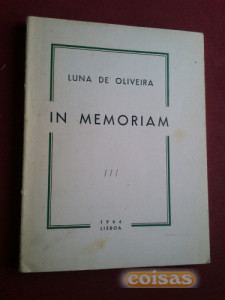 LUNA DE OLIVEIRA
IN MEMORIAM
III
1964
LISBOA
coisas